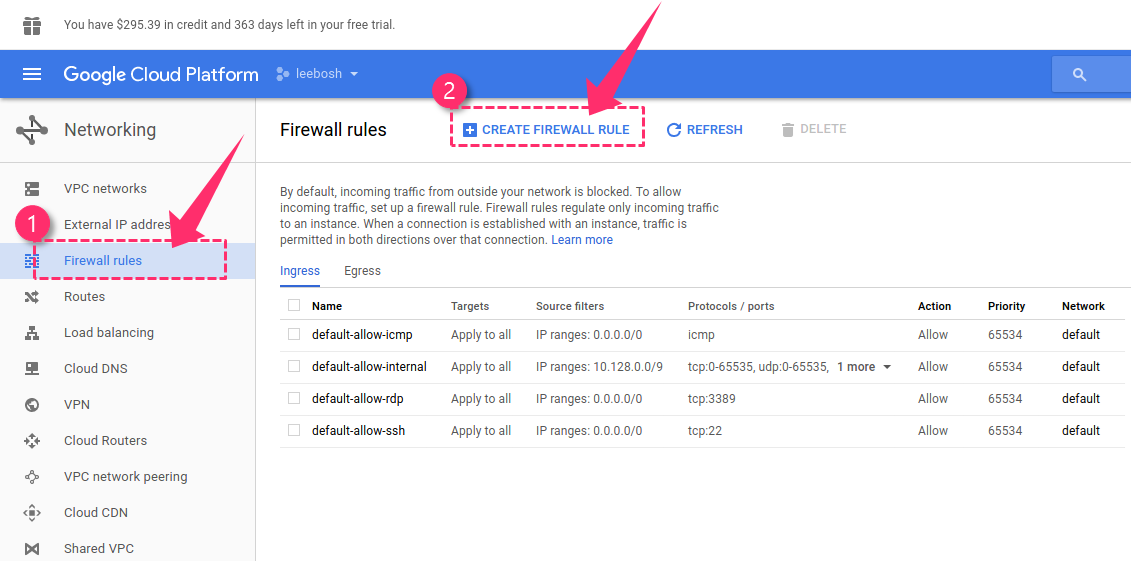 You have $295.39 in credit and 363 days left in your free trial.
Google Cloud Platform leebosh
2
Networking
Firewall rules CREATE FIREWALL RULE REFRESH DELETE
VPC networks
1
External IP addres
Firewall rules
Routes
Load balancing
Cloud DNS
VPN
Cloud Routers
VPC network peering
Cloud CDN
Shared VPC
By default, incoming traffic from outside your network is blocked. To allow
incoming traffic, set up a firewall rule. Firewall rules regulate only incoming traffic
to an instance. When a connection is established with an instance, traffic is
permitted in both directions over that connection. Learn more
Ingress Egress
Name Targets Source filters Protocols / ports Action Priority Network
default-allow-icmp Apply to all IP ranges: 0.0.0.0/0 icmp Allow 65534 default
default-allow-internal Apply to all IP ranges: 10.128.0.0/9 tcp:0-65535, udp:0-65535, 1 more Allow 65534 default
default-allow-rdp Apply to all IP ranges: 0.0.0.0/0 tcp:3389 Allow 65534 default
default-allow-ssh Apply to all IP ranges: 0.0.0.0/0 tcp:22 Allow 65534 default